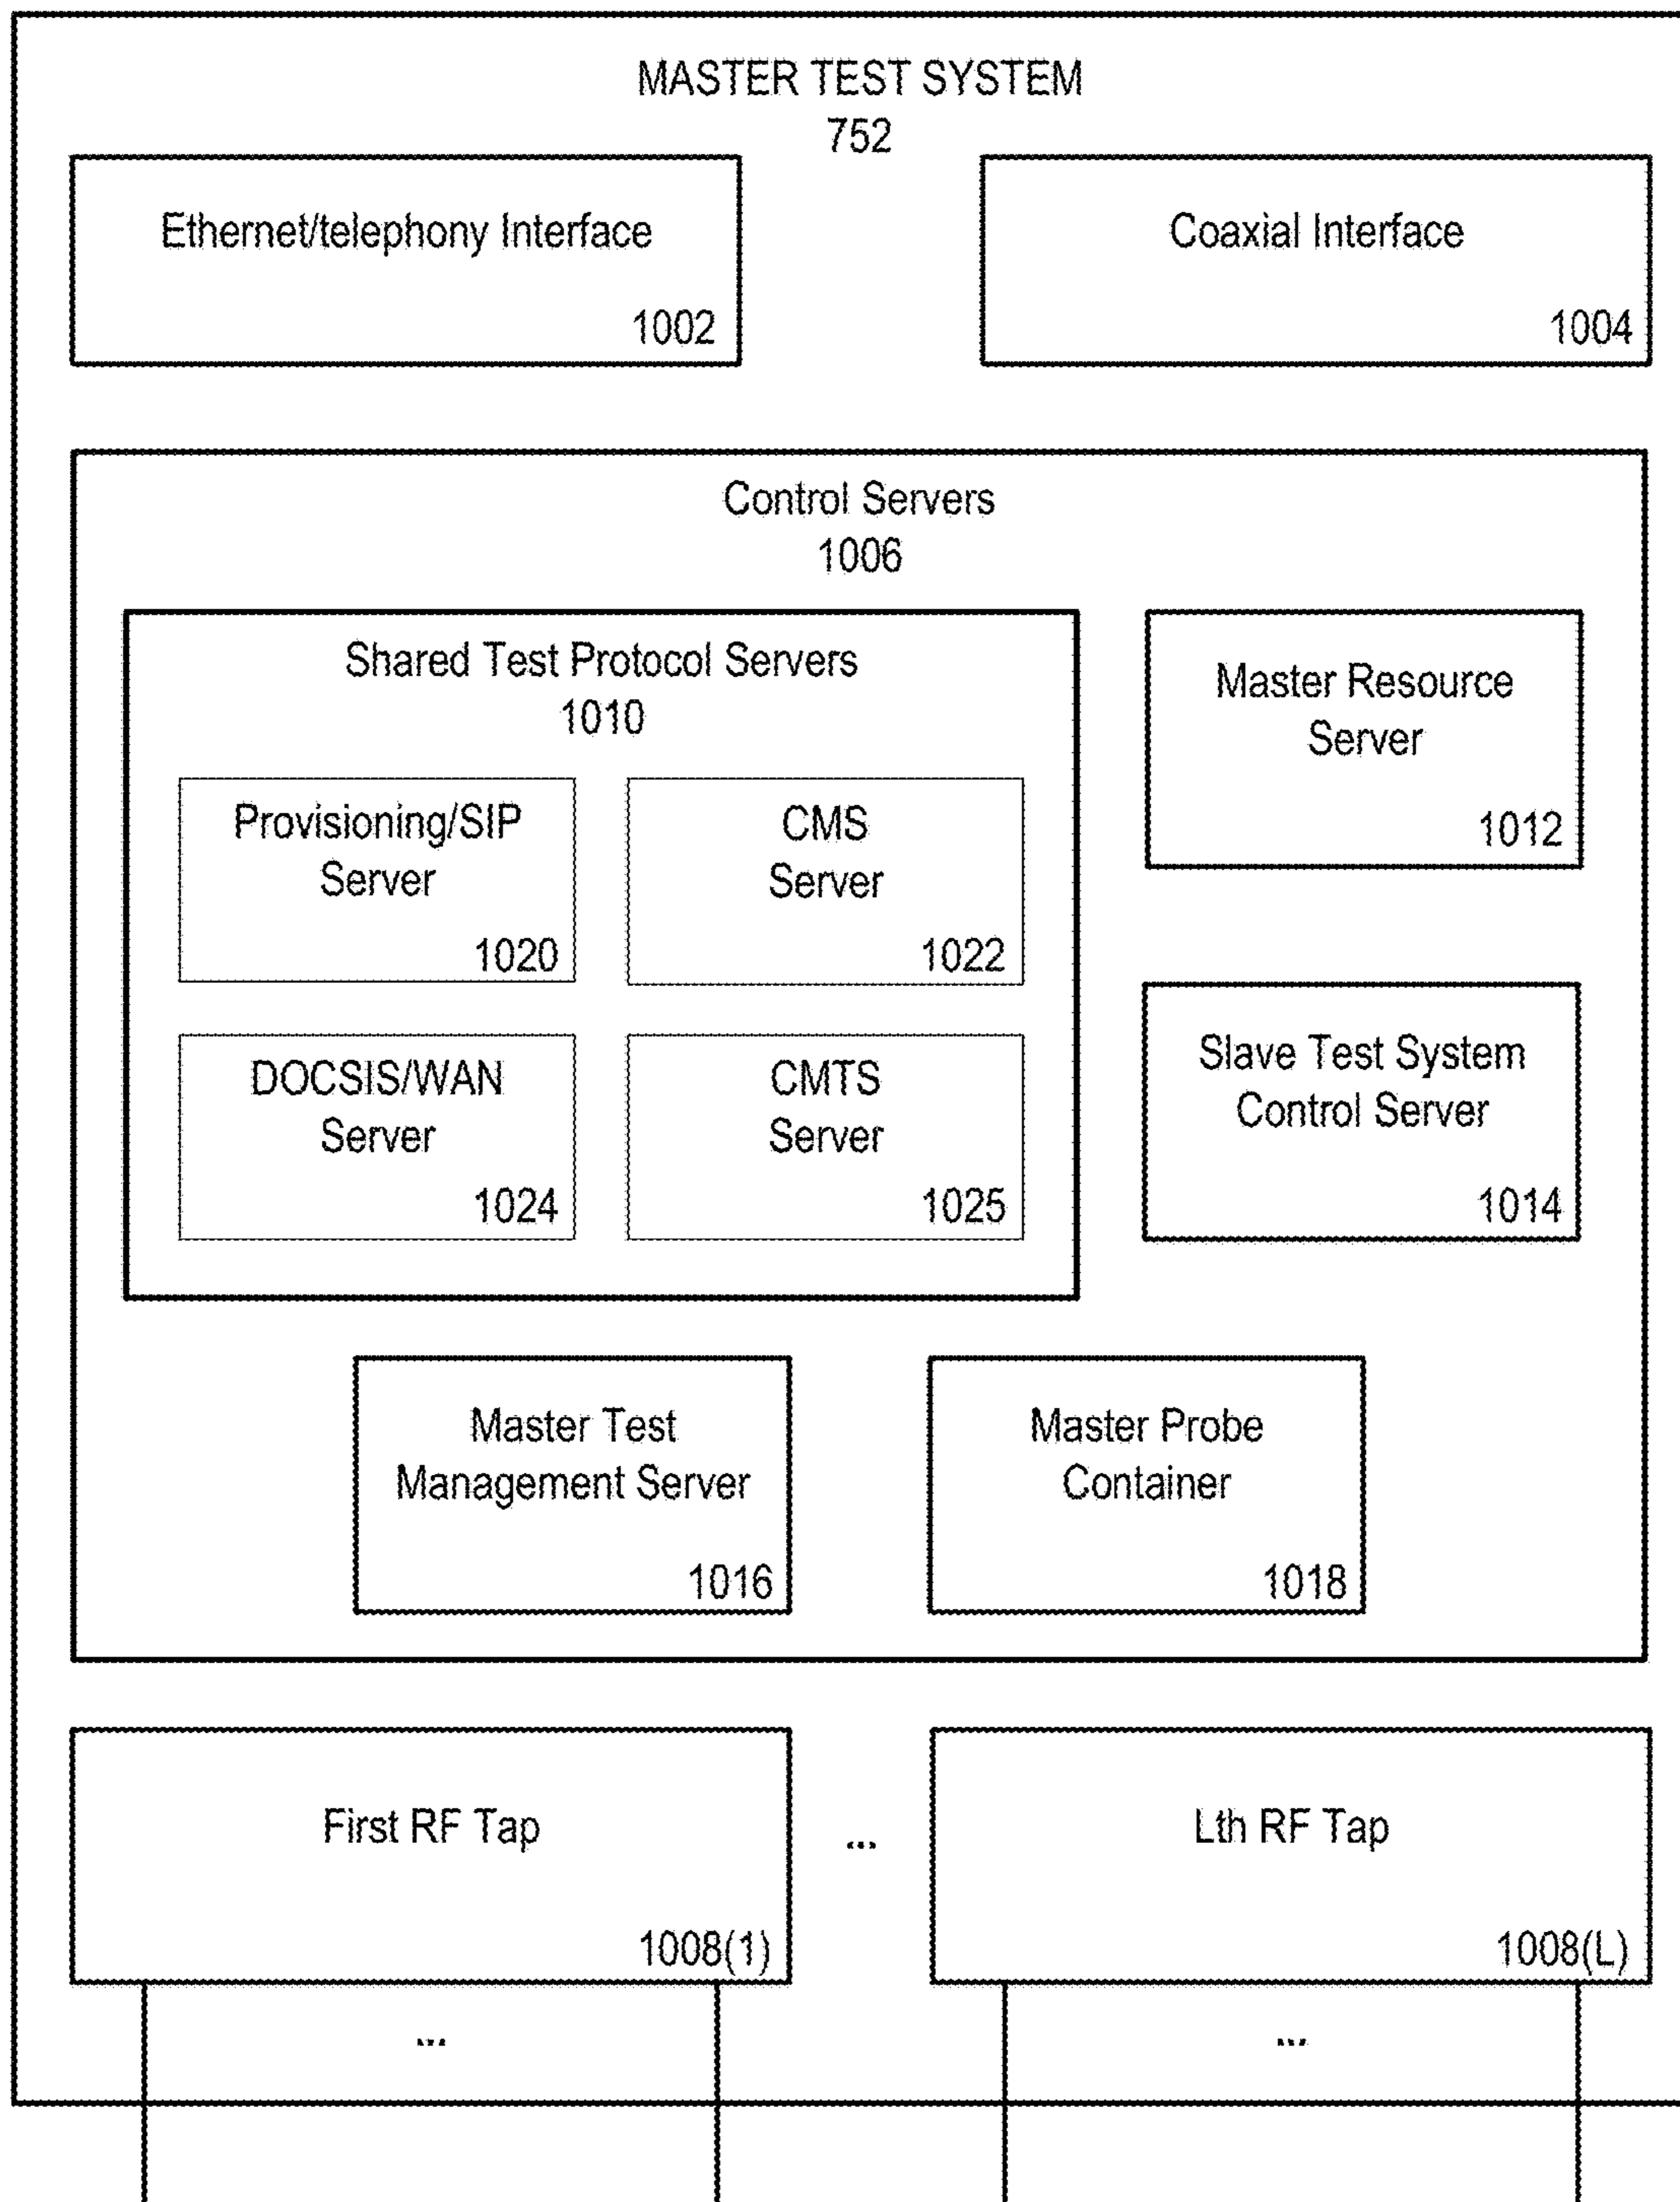 MASTER TEST SYSTEM
752
Ethernet/telephony Interface
1002
Coaxial Interface
1004
Control Servers
1006
Shared Test Protocol Servers
1010
Provisioning/SIP
Server
1020
CMS
Server
1022
DOCSIS/WAN
Server
1024
CMTS
Server
1025
Master Resource
Server
1012
Slave Test System
Control Server
1014
Master Test
Management Server
1016
Master Probe
Container
1018
First RF Tap
1008(1)
...
Lth RF Tap
1008(L)
...
...